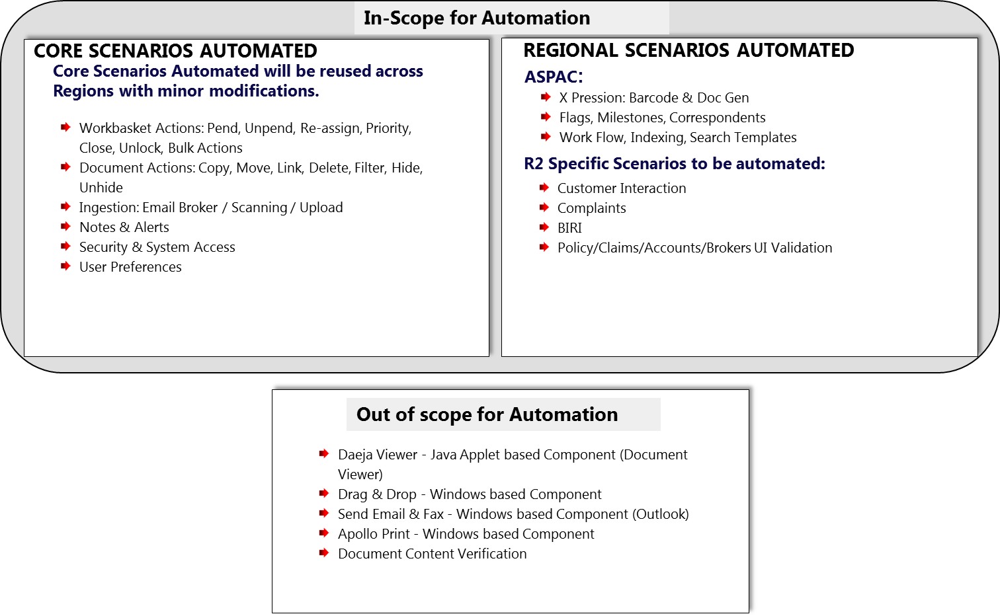 In-Scope for Automation
CORE SCENARIOS AUTOMATED
Core Scenarios Automated will be reused across
Regions with minor modifications.
Workbasket Actions: Pend, Unpend, Re-assign, Priority,
Close, Unlock, Bulk Actions
Document Actions: Copy, Move, Link, Delete, Filter, Hide,
Unhide
Ingestion: Email Broker / Scanning / Upload
Notes & Alerts
Security & System Access
User Preferences
REGIONAL SCENARIOS AUTOMATED
ASPAC:
X Pression: Barcode & Doc Gen
Flags, Milestones, Correspondents
Work Flow, Indexing, Search Templates
R2 Specific Scenarios to be automated:
Customer Interaction
Complaints
BIRI
Policy/Claims/Accounts/Brokers UI Validation
Out of scope for Automation
Daeja Viewer - Java Applet based Component (Document
Viewer)
Drag & Drop - Windows based Component
Send Email & Fax - Windows based Component (Outlook)
Apollo Print - Windows based Component
Document Content Verification